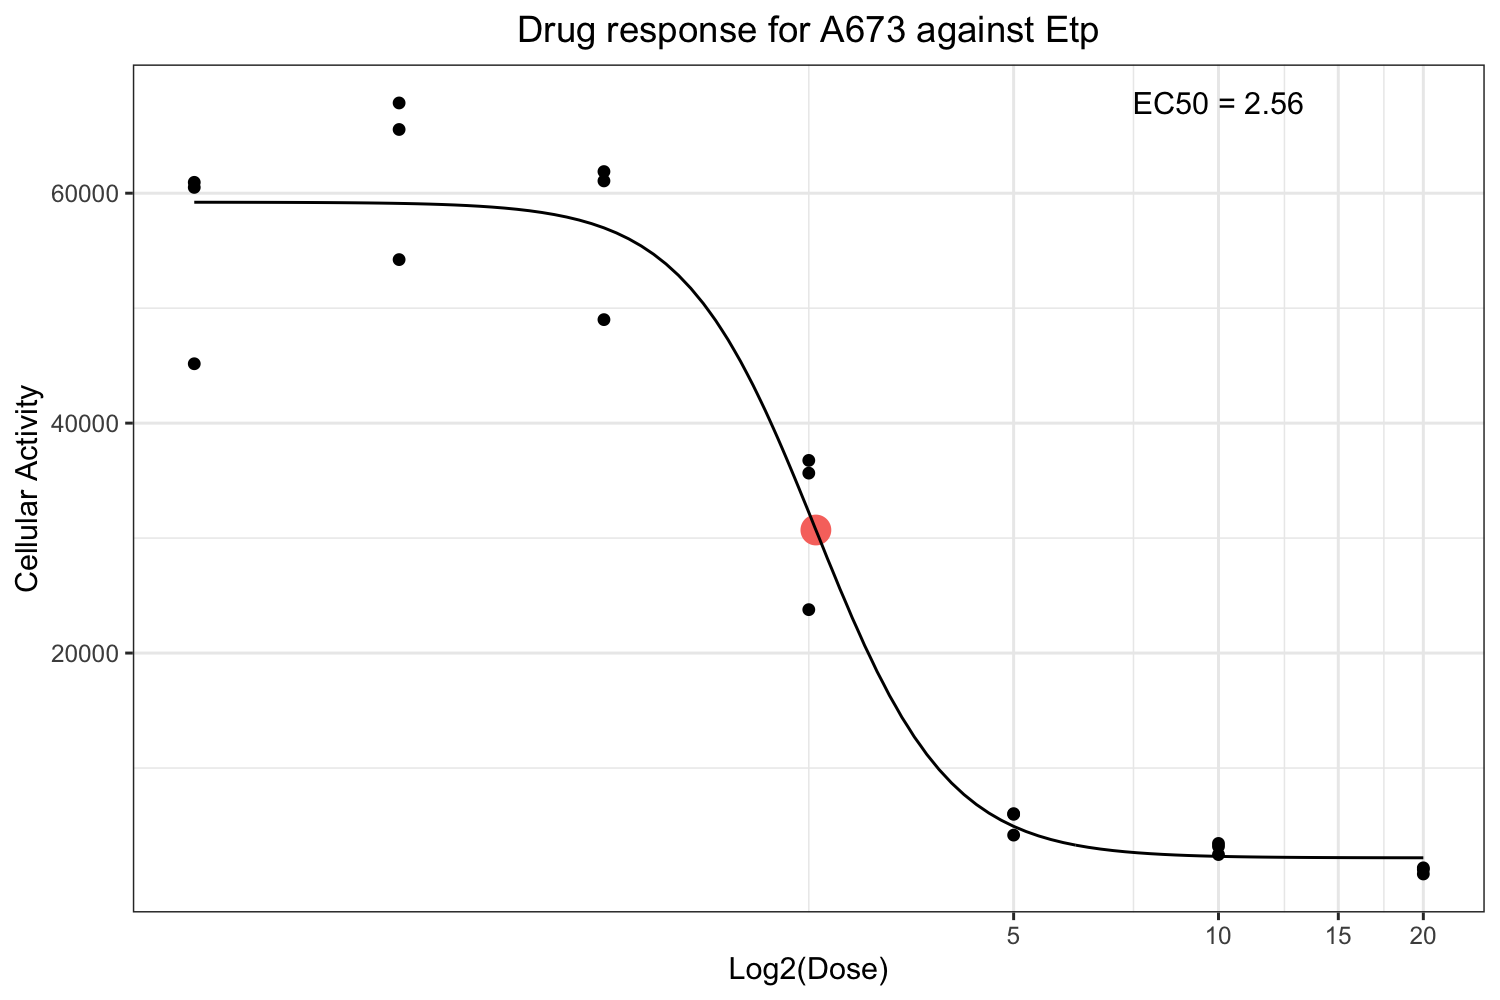 Drug response for A673 against Etp
EC50 = 2.56
60000
40000
20000
Cellular Activity
5 10 15 20
Log2(Dose)